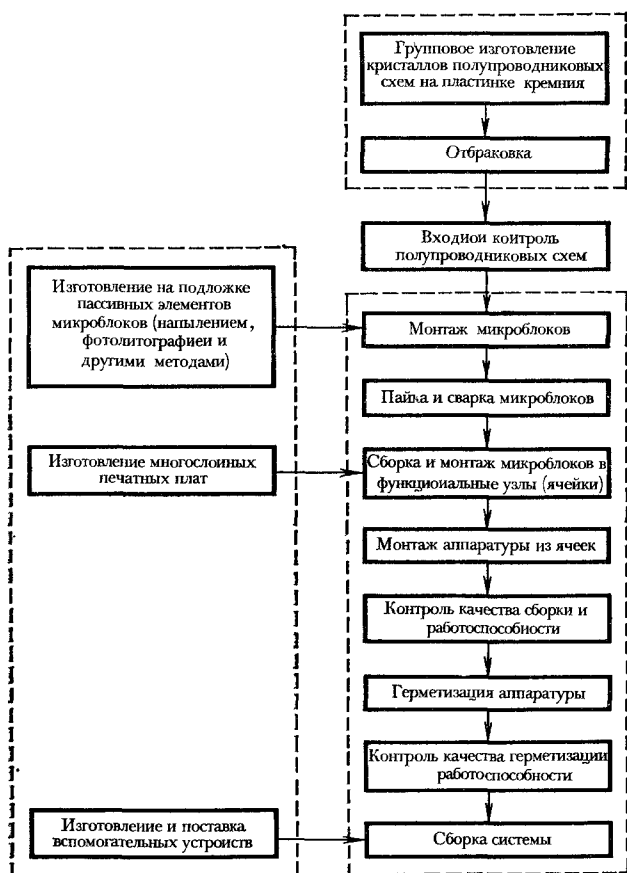 Групповое изготовление
кристаллов полупроводниковых
схем на пластинке кремния
Отбраковка
Входиои коитроль
полупроводниковых схем
Изготовление на подложке
пассивных элементов
микроблоков (напылением,
фотолитографиеи и
другими методами)
Монтаж микроблоков
Пайка и сварка микроблоков
Изготовление многослоиных
печатных плат
Сборка и монтаж микроблоков в
функциоиальные узлы (ячейки)
Монтаж аппаратуры из ячеек
Контроль качества сборки и
работоспособиости
Герметизация аппаратуры
Контроль качества герметизации
работоспособности
Изготовление и поставка
вспомогательных устроиств
Сборка системы